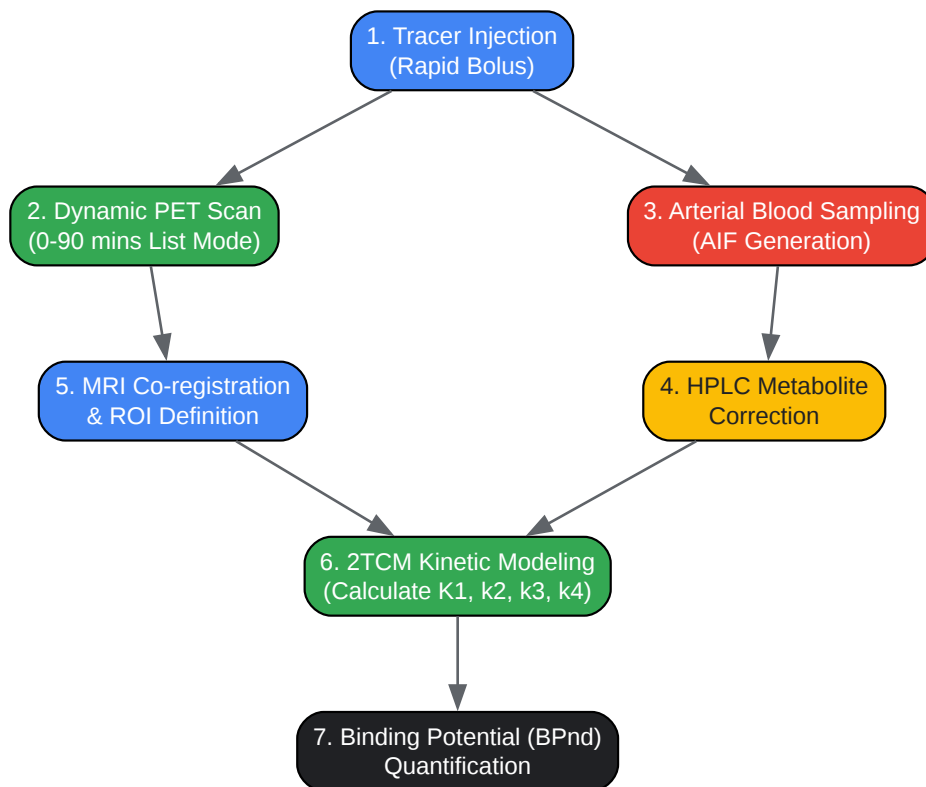 1. Tracer Injection
(Rapid Bolus)
2. Dynamic PET Scan
(0-90 mins List Mode)
3. Arterial Blood Sampling
(AIF Generation)
5. MRI Co-registration
& ROI Definition
4. HPLC Metabolite
Correction
6. 2TCM Kinetic Modeling
(Calculate K1, k2, k3, k4)
7. Binding Potential (BPnd)
Quantification